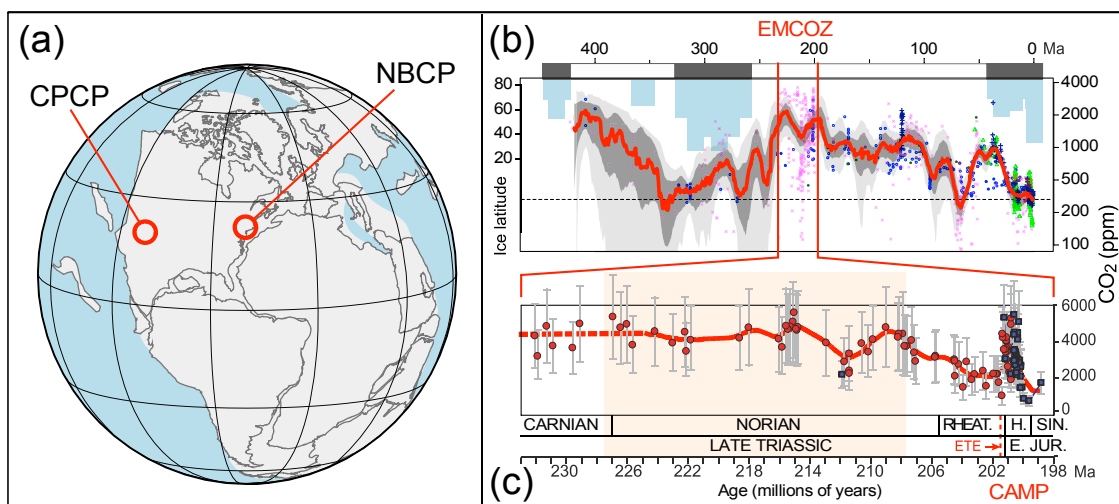 (a)
CPCP
NBCP
(b)
EMCOZ
400 300 200 100 0 Ma
80
60
40
20
Ice latitude
4000
2000
1000
500
200
100
CO₂ (ppm)
6000
4000
2000
0
CARNIAN NORIAN RHEAT. H. SIN.
LATE TRIASSIC ETE E. JUR.
230 226 222 218 214 210 206 202 198
Age (millions of years) Ma
(c)
CAMP